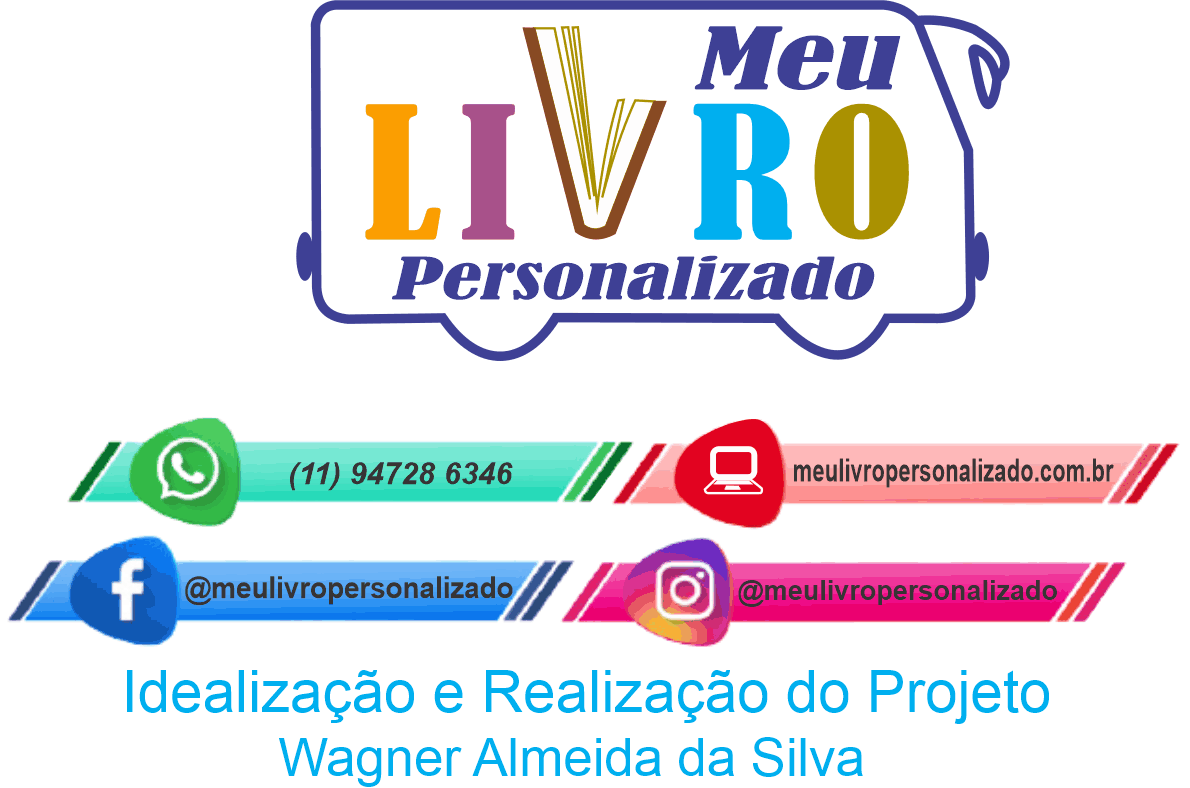 Meu
LIVRO
Personalizado
(11) 94728 6346
meulivropersonalizado.com.br
@meulivropersonalizado
@meulivropersonalizado
Idealização e Realização do Projeto
Wagner Almeida da Silva